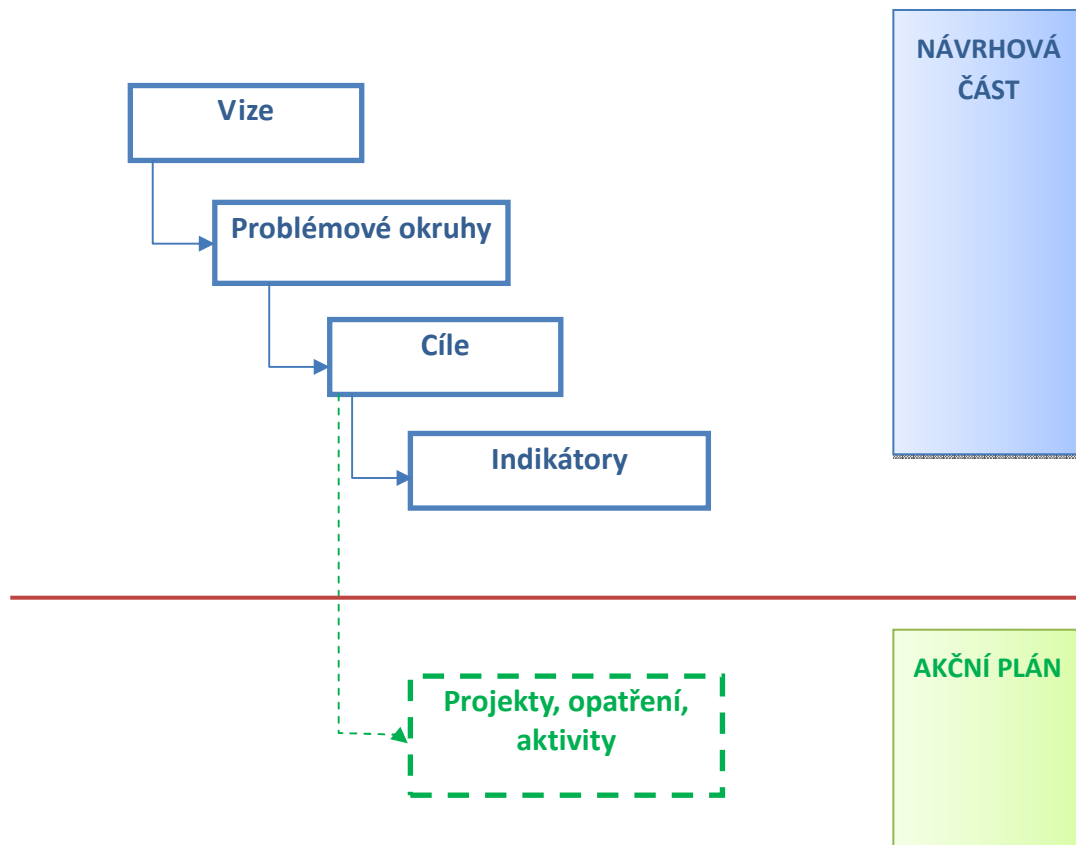 NÁVRHOVÁ
ČÁST
Vize
Problémové okruhy
Cíle
Indikátory
AKČNÍ PLÁN
Projekty, opatření,
aktivity